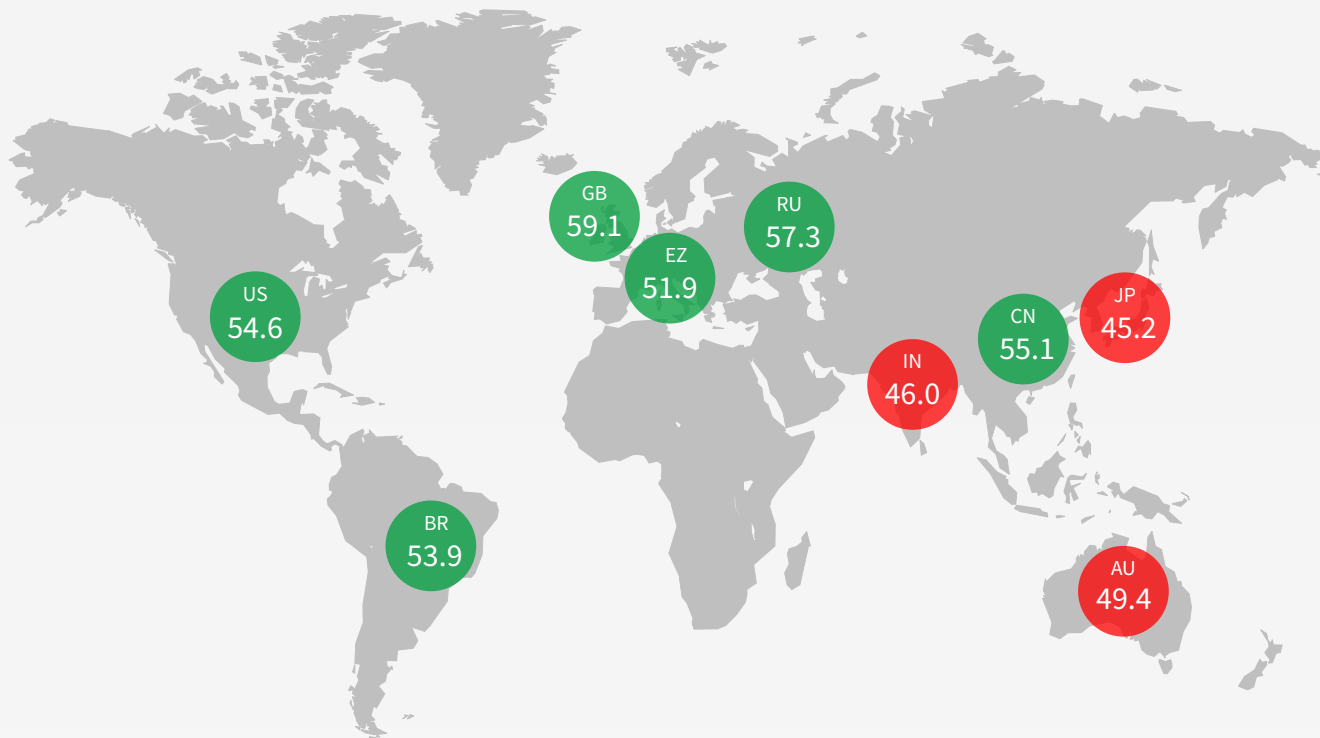 GB
59.1
RU
57.3
EZ
51.9
US
54.6
JP
45.2
CN
55.1
IN
46.0
BR
53.9
AU
49.4